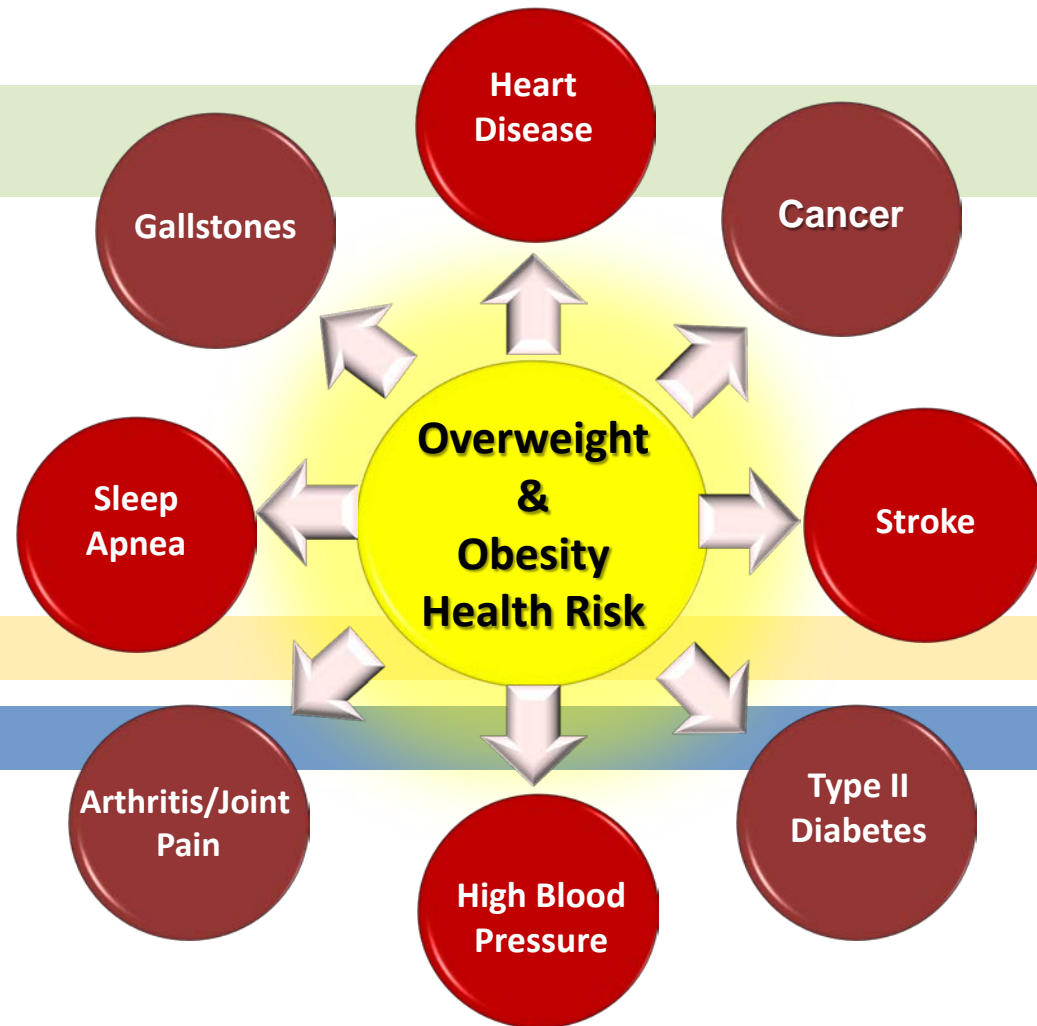 Heart
Disease
Gallstones
Cancer
Overweight
&
Obesity
Health Risk
Sleep
Apnea
Stroke
Arthritis/Joint
Pain
Type II
Diabetes
High Blood
Pressure